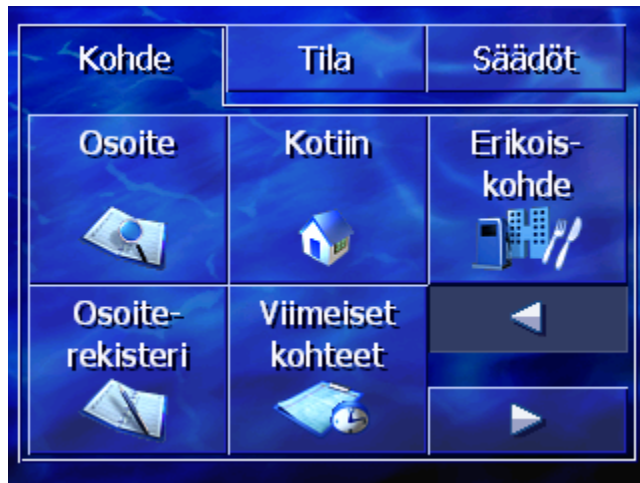 Kohde
Tila
Säädöt
Osoite
Kotiin
Erikois-
kohde
Osoite-
rekisteri
Viimeiset
kohteet